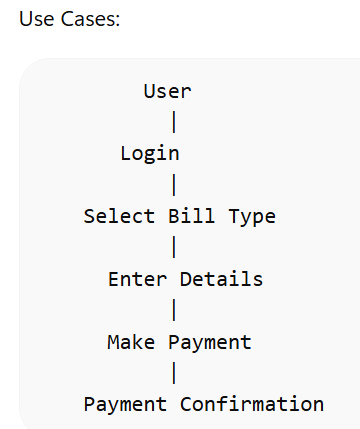 Use Cases:
User
|
Login
|
Select Bill Type
|
Enter Details
|
Make Payment
|
Payment Confirmation